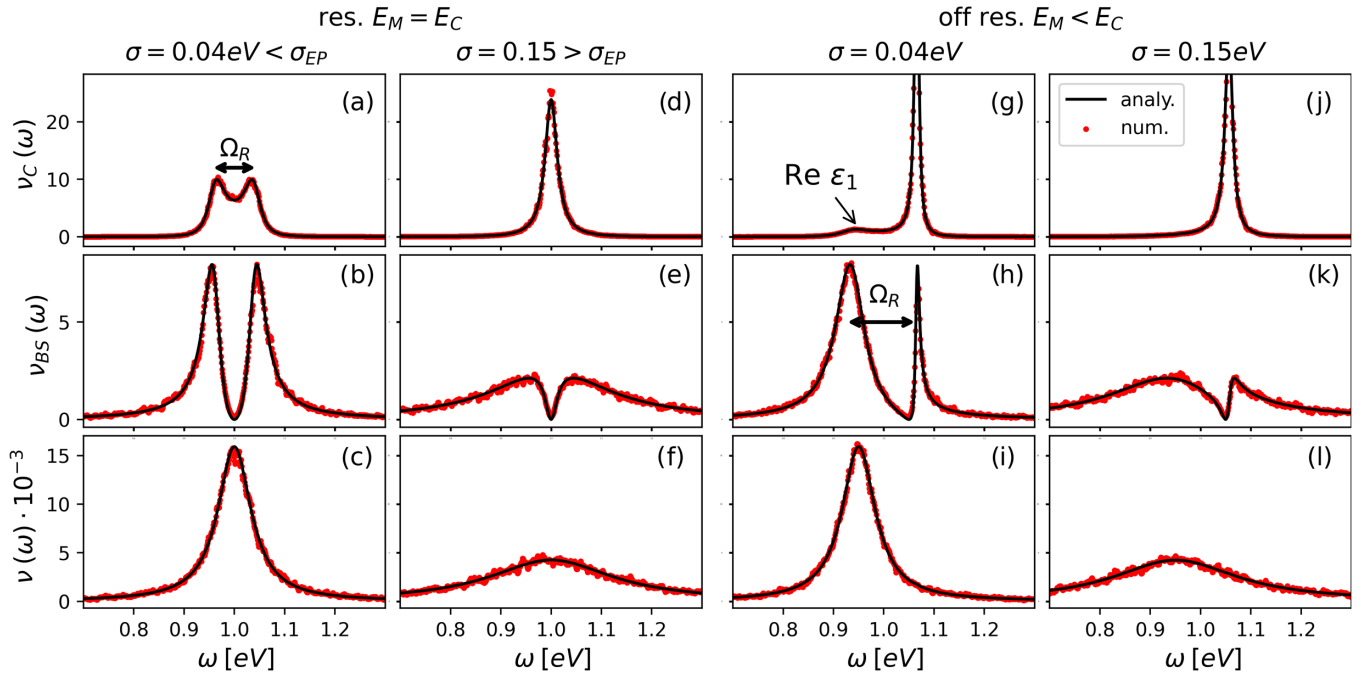 res. E_M = E_C
off res. E_M < E_C
σ = 0.04eV < σ_EP
σ = 0.15 > σ_EP
σ = 0.04eV
σ = 0.15eV
ν_C (ω)
20
10
0
(a)
Ω_R
(d)
(g)
Re ε_1
(j)
analy.
num.
ν_BS (ω)
5
0
(b)
(e)
(h)
Ω_R
(k)
ν (ω) · 10^{-3}
15
10
5
0
(c)
(f)
(i)
(l)
0.8 0.9 1.0 1.1 1.2
0.8 0.9 1.0 1.1 1.2
0.8 0.9 1.0 1.1 1.2
0.8 0.9 1.0 1.1 1.2
ω [eV]
ω [eV]
ω [eV]
ω [eV]